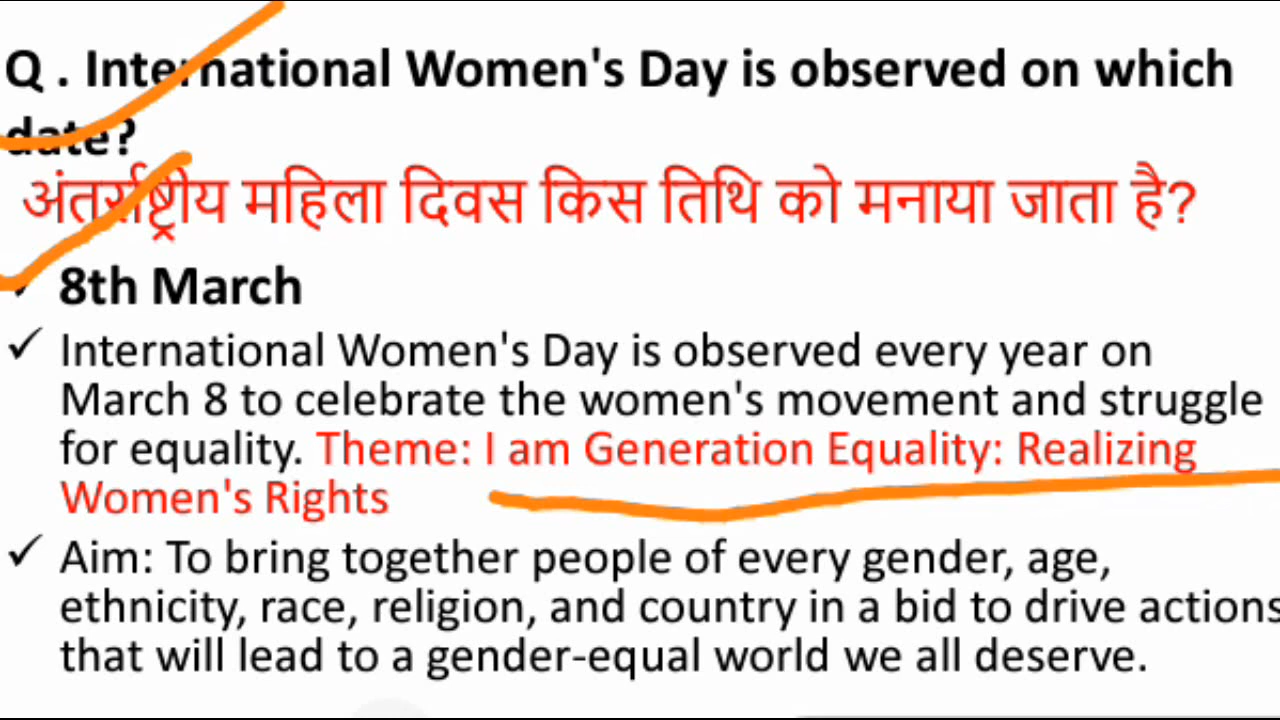 Q . International Women's Day is observed on which
date?
अंतर्राष्ट्रीय महिला दिवस किस तिथि को मनाया जाता है?
✓ 8th March
✓ International Women's Day is observed every year on
March 8 to celebrate the women's movement and struggle
for equality. Theme: I am Generation Equality: Realizing
Women's Rights
✓ Aim: To bring together people of every gender, age,
ethnicity, race, religion, and country in a bid to drive actions
that will lead to a gender-equal world we all deserve.